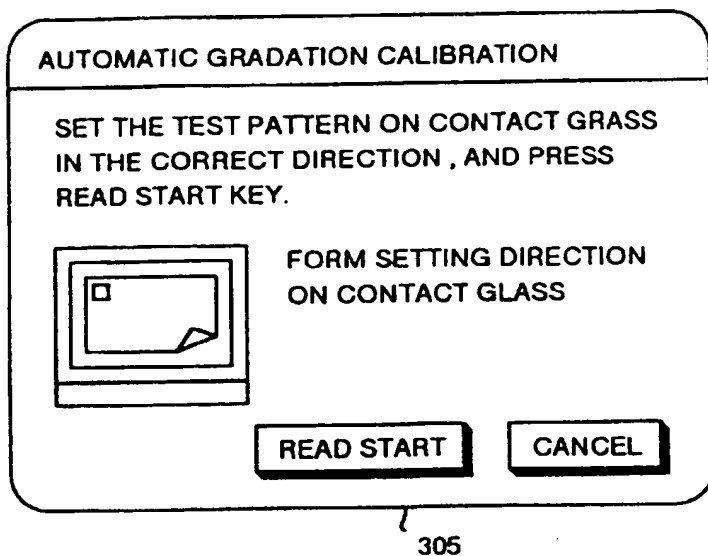 AUTOMATIC GRADATION CALIBRATION
SET THE TEST PATTERN ON CONTACT GRASS
IN THE CORRECT DIRECTION , AND PRESS
READ START KEY.
FORM SETTING DIRECTION
ON CONTACT GLASS
READ START
CANCEL
305